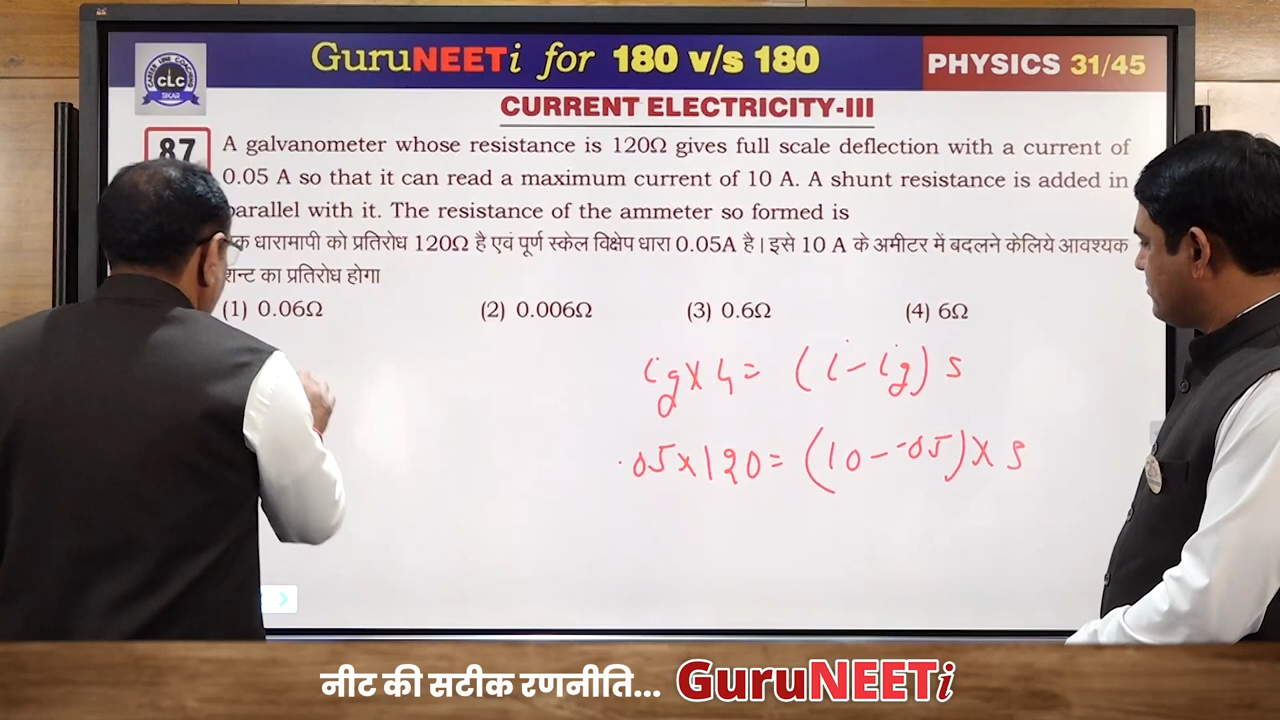 GuruNEETi for 180 v/s 180
PHYSICS 31/45
CAREER LINE COACHING
CLC
SIKAR
CURRENT ELECTRICITY-III
87
A galvanometer whose resistance is 120Ω gives full scale deflection with a current of
0.05 A so that it can read a maximum current of 10 A. A shunt resistance is added in
parallel with it. The resistance of the ammeter so formed is
क धारामापी को प्रतिरोध 120Ω है एवं पूर्ण स्केल विक्षेप धारा 0.05A है। इसे 10 A के अमीटर में बदलने केलिये आवश्यक
शन्ट का प्रतिरोध होगा
(1) 0.06Ω (2) 0.006Ω (3) 0.6Ω (4) 6Ω
ig × G = (i - ig) s
.05 × 120 = (10 - .05) × s
नीट की सटीक रणनीति... GuruNEETi